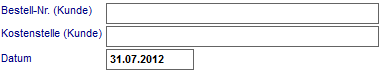 Bestell-Nr. (Kunde)
Kostenstelle (Kunde)
Datum 31.07.2012